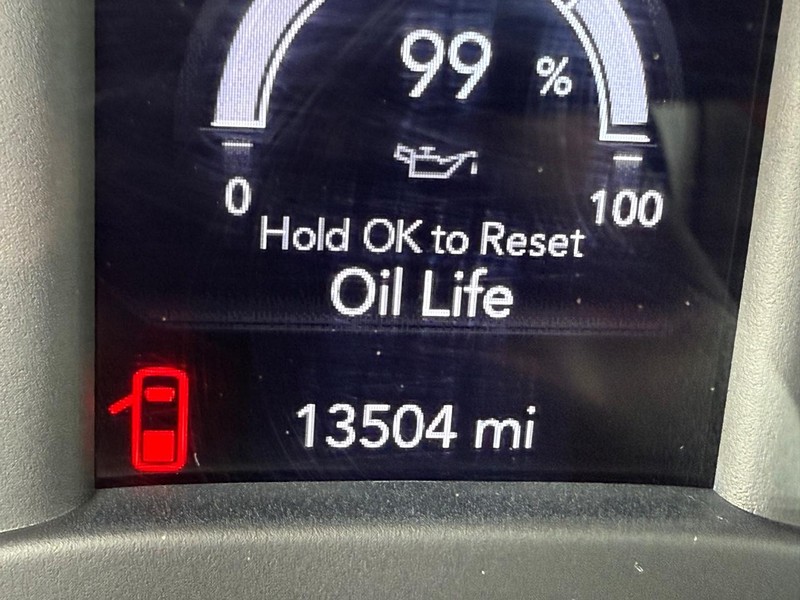 99 %
0 100
Hold OK to Reset
Oil Life
13504 mi